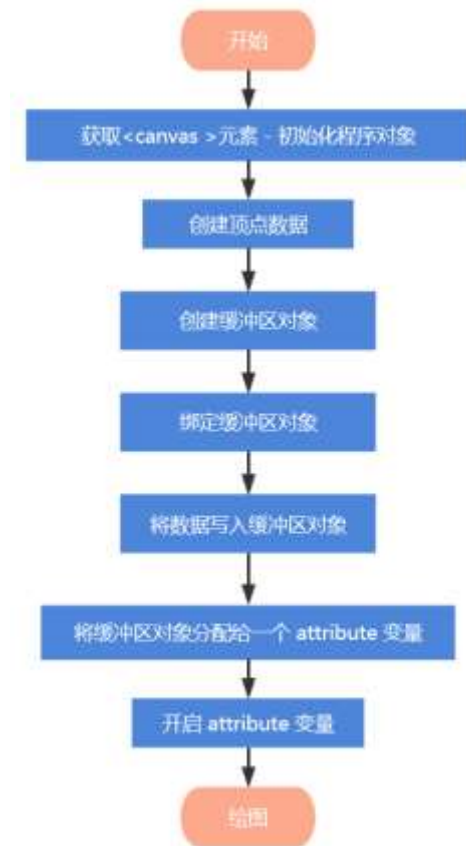 开始
获取<canvas >元素 - 初始化程序对象
创建顶点数据
创建缓冲区对象
绑定缓冲区对象
将数据写入缓冲区对象
将缓冲区对象分配给一个 attribute 变量
开启 attribute 变量
绘图